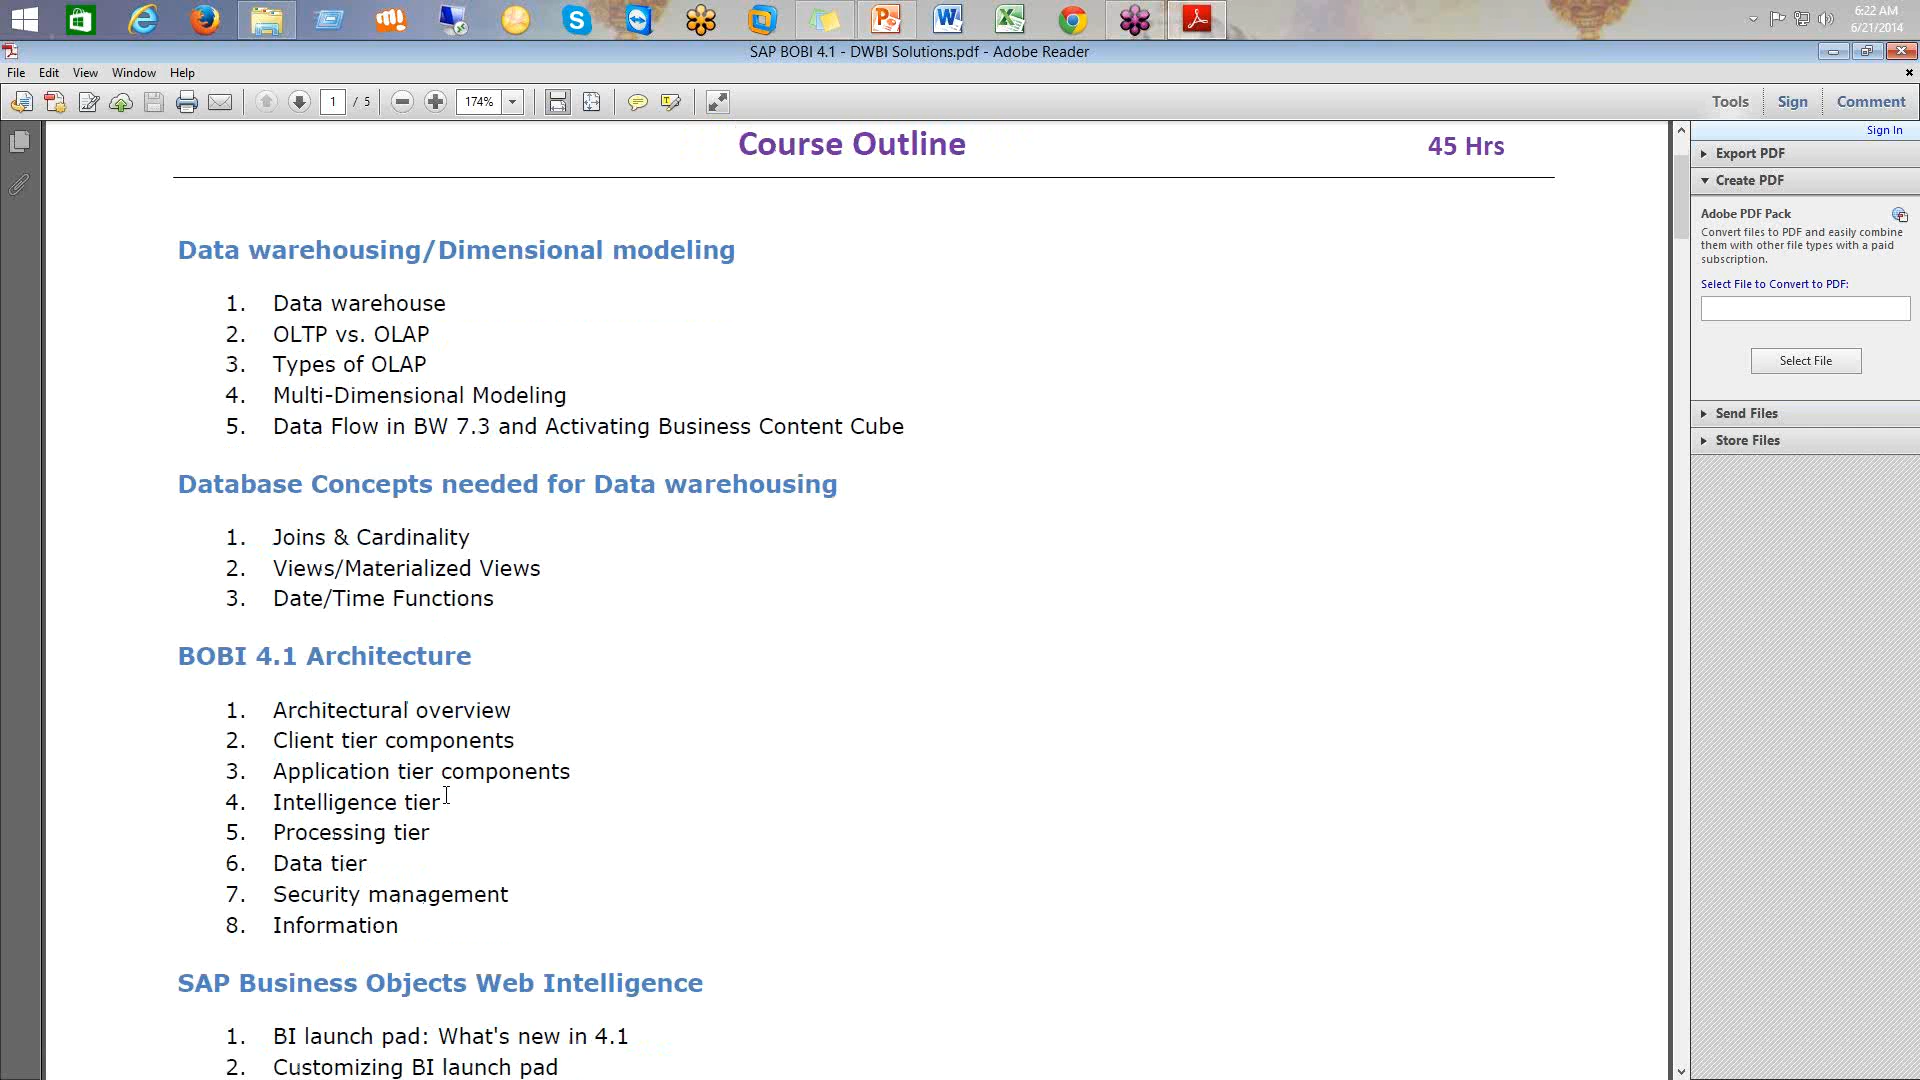 6:22 AM
6/21/2014
SAP BOBI 4.1 - DWBI Solutions.pdf - Adobe Reader
File Edit View Window Help
1 / 5 174% Tools Sign Comment
Course Outline 45 Hrs
Data warehousing/Dimensional modeling
1. Data warehouse
2. OLTP vs. OLAP
3. Types of OLAP
4. Multi-Dimensional Modeling
5. Data Flow in BW 7.3 and Activating Business Content Cube
Database Concepts needed for Data warehousing
1. Joins & Cardinality
2. Views/Materialized Views
3. Date/Time Functions
BOBI 4.1 Architecture
1. Architectural overview
2. Client tier components
3. Application tier components
4. Intelligence tier
5. Processing tier
6. Data tier
7. Security management
8. Information
SAP Business Objects Web Intelligence
1. BI launch pad: What's new in 4.1
2. Customizing BI launch pad
Sign In
Export PDF
Create PDF
Adobe PDF Pack
Convert files to PDF and easily combine
them with other file types with a paid
subscription.
Select File to Convert to PDF:
Select File
Send Files
Store Files